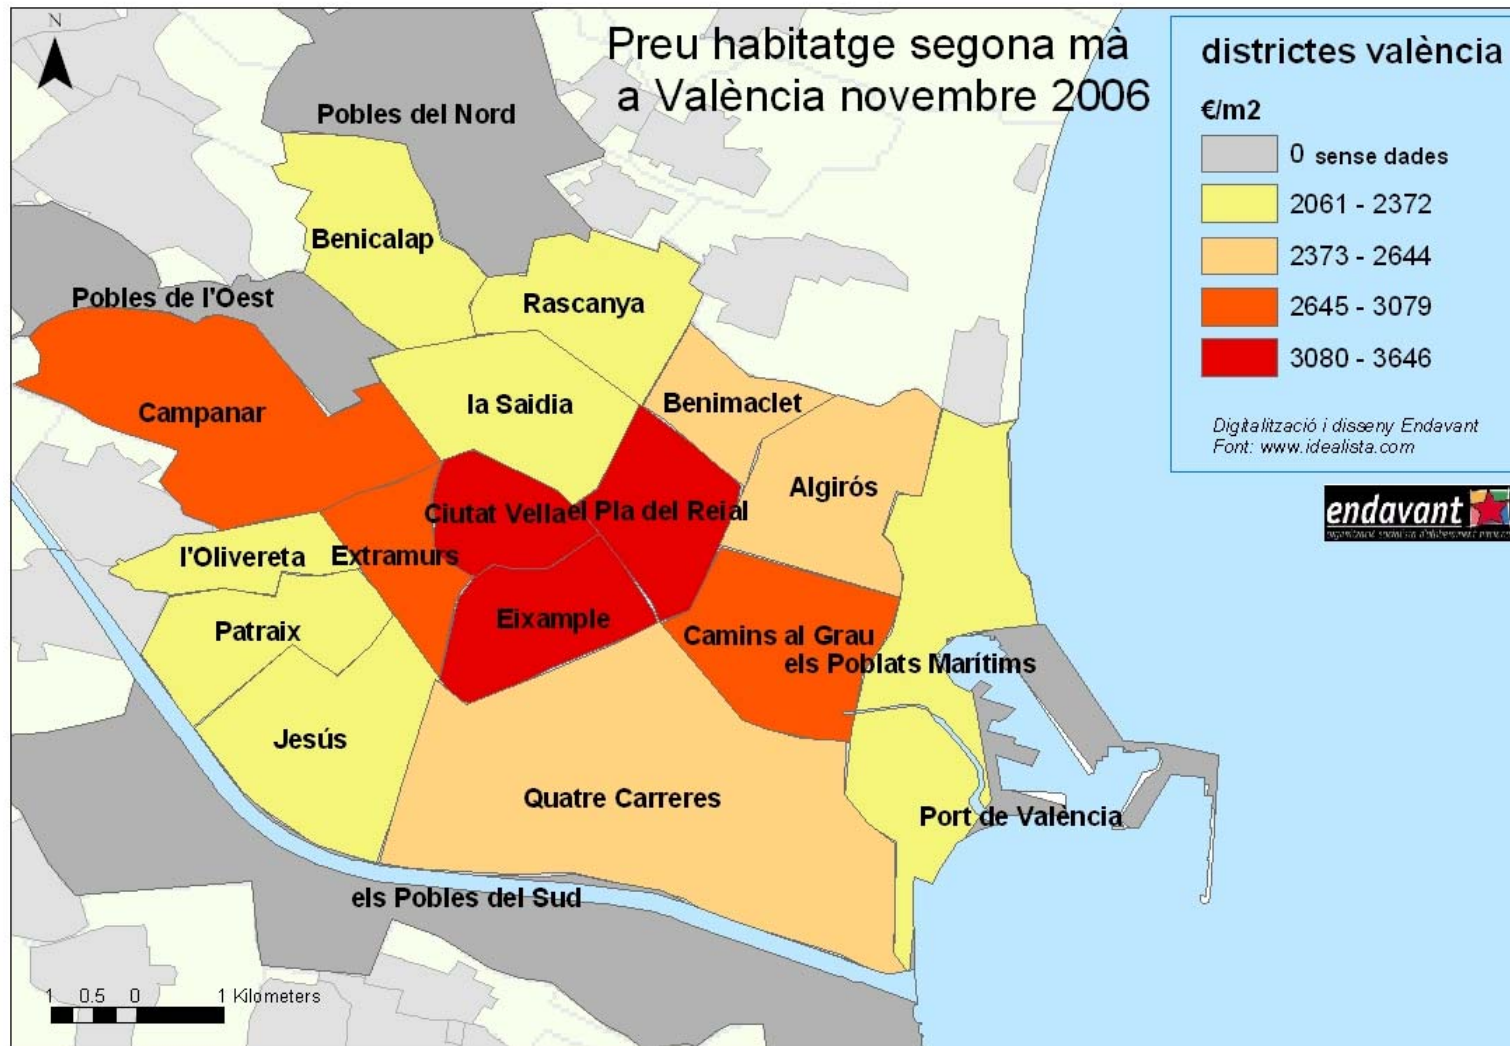 N
Preu habitatge segona mà
a València novembre 2006
districtes valència
€/m2
0 sense dades
2061 - 2372
2373 - 2644
2645 - 3079
3080 - 3646
Digitalització i disseny Endavant
Font: www.idealista.com
endavant
Pobles del Nord
Benicalap
Pobles de l'Oest
Rascanya
Campanar
la Saidia
Benimaclet
Algirós
Ciutat Vella
el Pla del Reial
l'Olivereta
Extramurs
Patraix
Eixample
Camins al Grau
els Poblats Marítims
Jesús
Quatre Carreres
Port de València
els Pobles del Sud
1 0.5 0 1 Kilometers